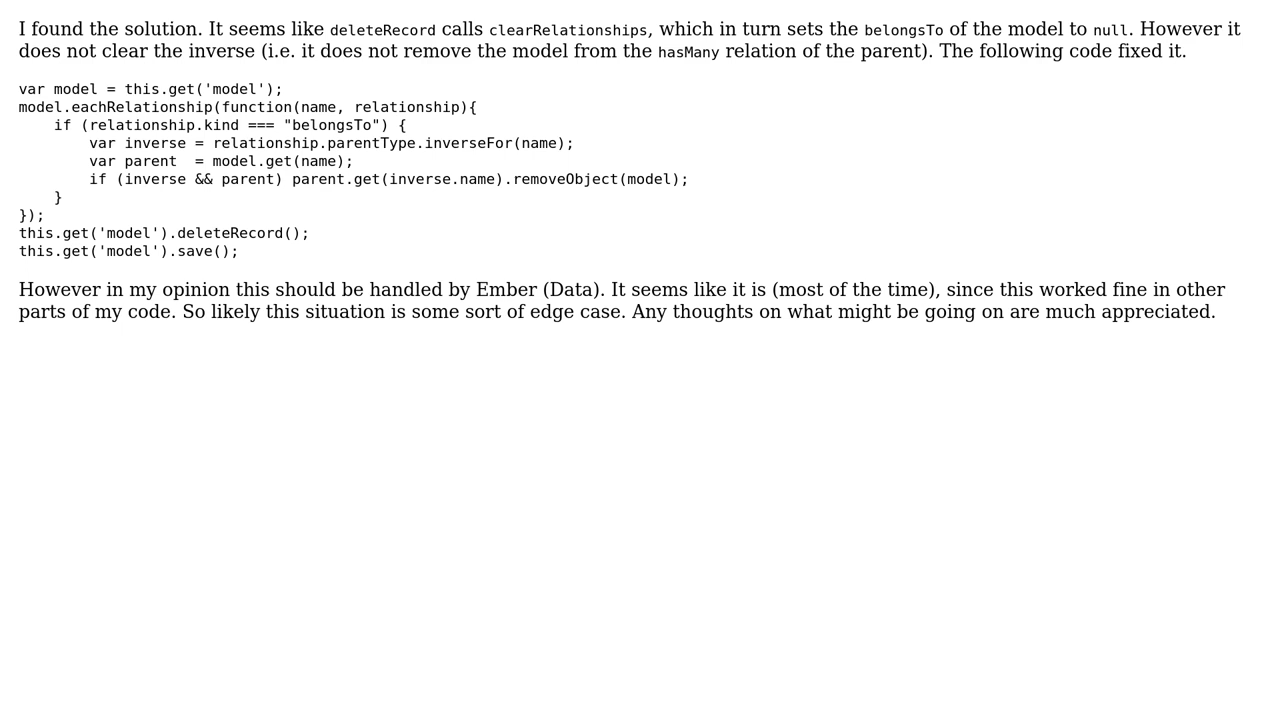 I found the solution. It seems like deleteRecord calls clearRelationships, which in turn sets the belongsTo of the model to null. However it
does not clear the inverse (i.e. it does not remove the model from the hasMany relation of the parent). The following code fixed it.
var model = this.get('model');
model.eachRelationship(function(name, relationship){
    if (relationship.kind === "belongsTo") {
        var inverse = relationship.parentType.inverseFor(name);
        var parent  = model.get(name);
        if (inverse && parent) parent.get(inverse.name).removeObject(model);
    }
});
this.get('model').deleteRecord();
this.get('model').save();
However in my opinion this should be handled by Ember (Data). It seems like it is (most of the time), since this worked fine in other
parts of my code. So likely this situation is some sort of edge case. Any thoughts on what might be going on are much appreciated.